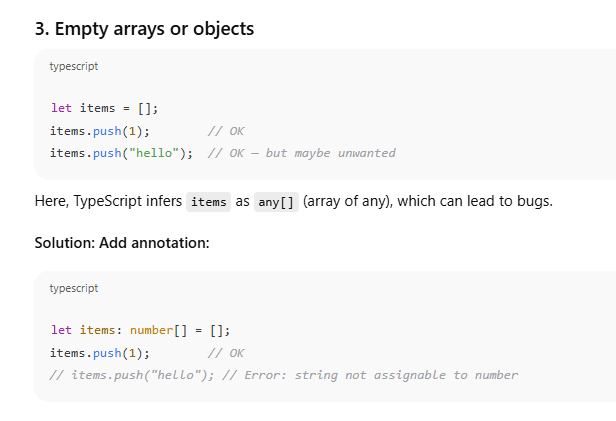 3. Empty arrays or objects
typescript
let items = [];
items.push(1);        // OK
items.push("hello");  // OK — but maybe unwanted
Here, TypeScript infers items as any[] (array of any), which can lead to bugs.
Solution: Add annotation:
typescript
let items: number[] = [];
items.push(1);        // OK
// items.push("hello"); // Error: string not assignable to number